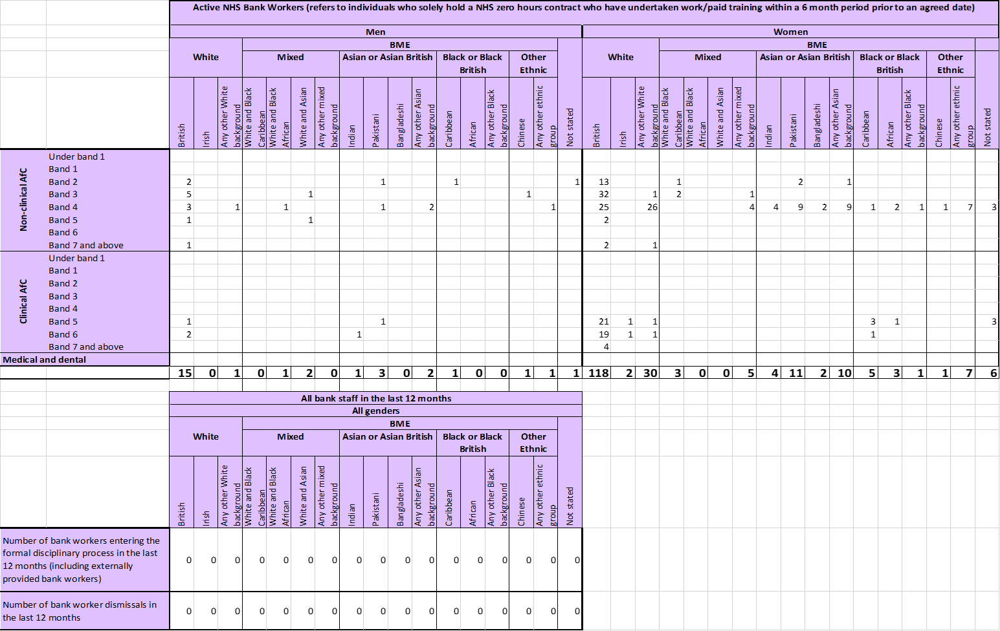 Active NHS Bank Workers (refers to individuals who solely hold a NHS zero hours contract who have undertaken work/paid training within a 6 month period prior to an agreed date)
Men Women
BME BME
White Mixed Asian or Asian British Black or Black British Other Ethnic White Mixed Asian or Asian British Black or Black British Other Ethnic
British Irish Any other White background White and Black Caribbean White and Black African White and Asian Any other mixed background Indian Pakistani Bangladeshi Any other Asian background Caribbean African Any other Black background Chinese Any other ethnic group Not stated British Irish Any other White background White and Black Caribbean White and Black African White and Asian Any other mixed background Indian Pakistani Bangladeshi Any other Asian background Caribbean African Any other Black background Chinese Any other ethnic group Not stated
Non-clinical AfC
Under band 1
Band 1
Band 2 2 1 1 1 13 1 2 1
Band 3 5 1 1 32 1 2 1
Band 4 3 1 1 1 2 1 25 26 4 4 9 2 9 1 2 1 1 7 3
Band 5 1 1 2
Band 6
Band 7 and above 1 2 1
Clinical AfC
Under band 1
Band 1
Band 2
Band 3
Band 4
Band 5 1 1 21 1 1 3 1 3
Band 6 2 1 19 1 1 1
Band 7 and above 4
Medical and dental
15 0 1 0 1 2 0 1 3 0 2 1 0 0 1 1 1 118 2 30 3 0 0 5 4 11 2 10 5 3 1 1 7 6
All bank staff in the last 12 months
All genders
BME
White Mixed Asian or Asian British Black or Black British Other Ethnic
British Irish Any other White background White and Black Caribbean White and Black African White and Asian Any other mixed background Indian Pakistani Bangladeshi Any other Asian background Caribbean African Any other Black background Chinese Any other ethnic group Not stated
Number of bank workers entering the
formal disciplinary process in the last
12 months (including externally
provided bank workers)
0 0 0 0 0 0 0 0 0 0 0 0 0 0 0 0 0
Number of bank worker dismissals in
the last 12 months
0 0 0 0 0 0 0 0 0 0 0 0 0 0 0 0 0